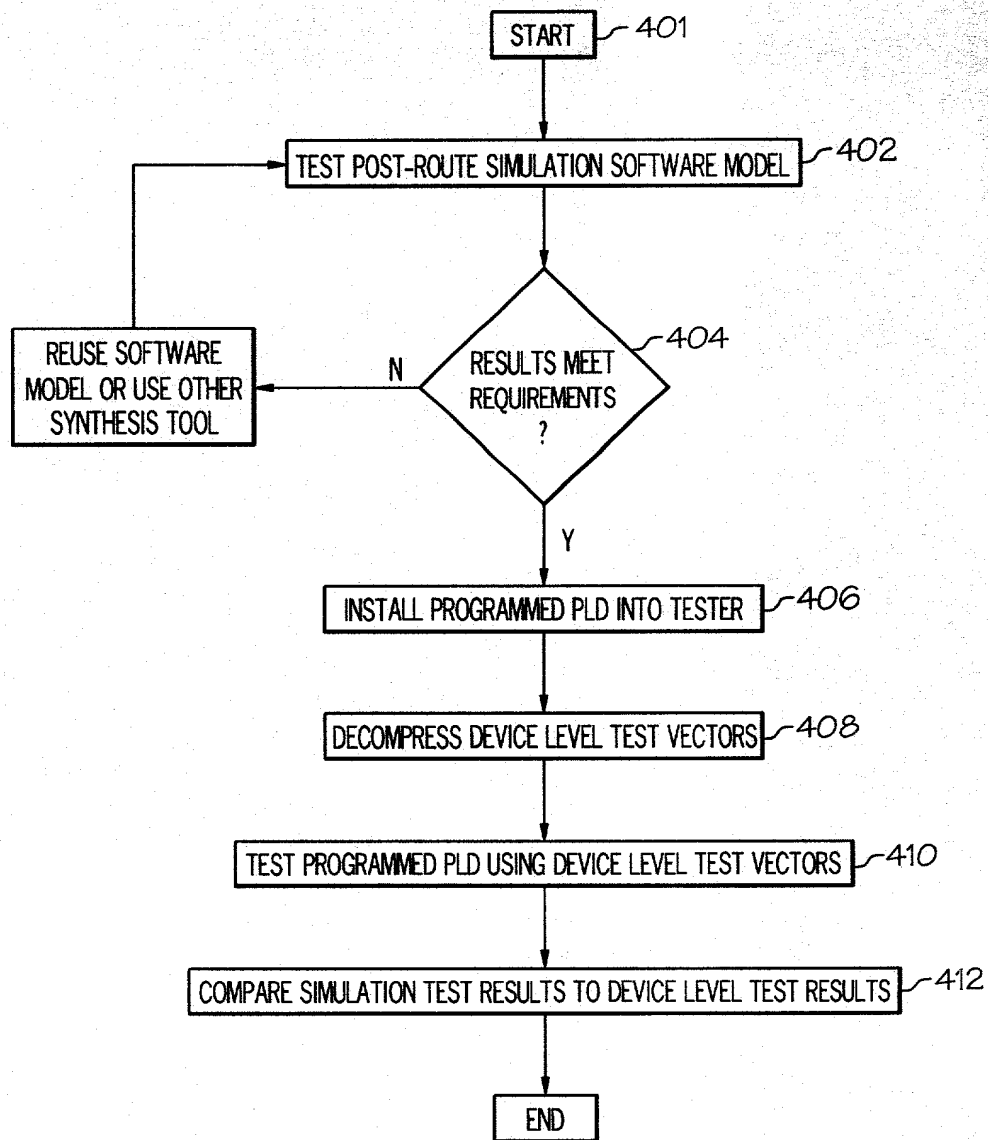 START
401
TEST POST-ROUTE SIMULATION SOFTWARE MODEL
402
404
RESULTS MEET
REQUIREMENTS
?
N
REUSE SOFTWARE
MODEL OR USE OTHER
SYNTHESIS TOOL
Y
INSTALL PROGRAMMED PLD INTO TESTER
406
DECOMPRESS DEVICE LEVEL TEST VECTORS
408
TEST PROGRAMMED PLD USING DEVICE LEVEL TEST VECTORS
410
COMPARE SIMULATION TEST RESULTS TO DEVICE LEVEL TEST RESULTS
412
END